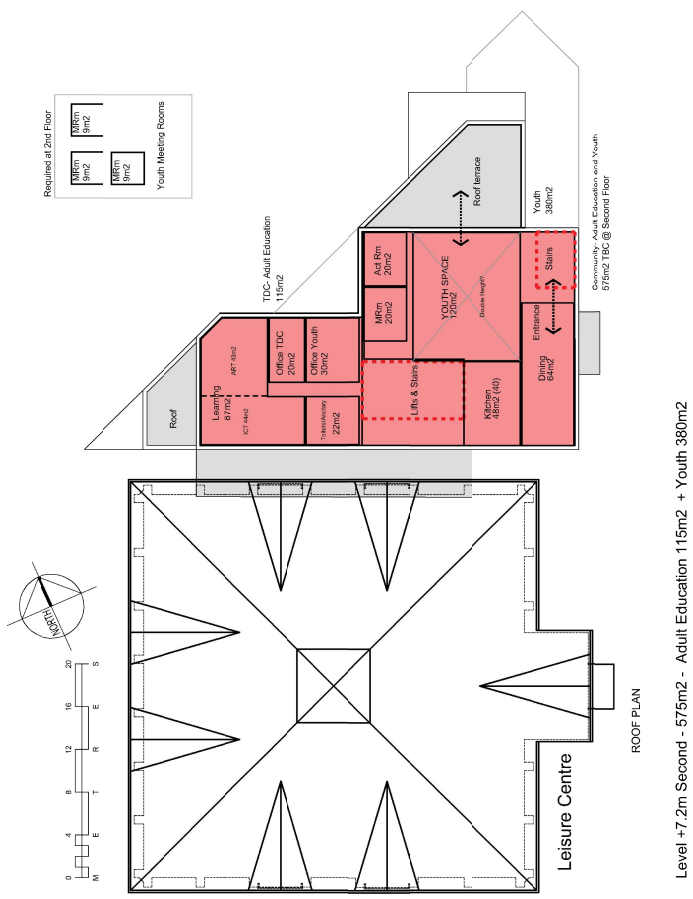 Required at 2nd Floor
MRm
9m2
MRm
9m2
MRm
9m2
Youth Meeting Rooms
TDC- Adult Education
115m2
Roof
Learning
87m2
ART 43m2
ICT 44m2
Office TDC
20m2
Office Youth
30m2
Toilets/Ancilary
22m2
Act Rm
20m2
MRm
20m2
YOUTH SPACE
120m2
Double Height?
Roof terrace
Lifts & Stairs
Kitchen
48m2 (40)
Dining
64m2
Entrance
Stairs
Youth
380m2
Community- Adult Education and Youth
575m2 TBC @ Second Floor
NORTH
0 4 8 12 16 20
M E T R E S
Leisure Centre
ROOF PLAN
Level +7.2m Second - 575m2 - Adult Education 115m2 + Youth 380m2